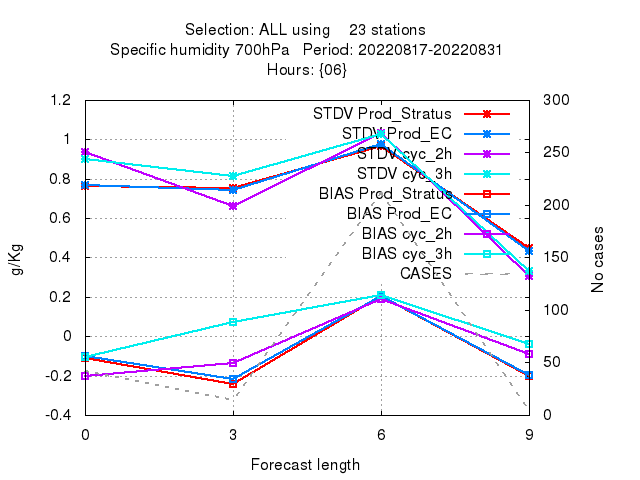 Selection: ALL using 23 stations
Specific humidity 700hPa Period: 20220817-20220831
Hours: {06}
1.2
1
0.8
0.6
0.4
0.2
0
-0.2
-0.4
g/Kg
300
250
200
150
100
50
0
No cases
STDV Prod_Stratus
STDV Prod_EC
STDV cyc_2h
STDV cyc_3h
BIAS Prod_Stratus
BIAS Prod_EC
BIAS cyc_2h
BIAS cyc_3h
CASES
0 3 6 9
Forecast length